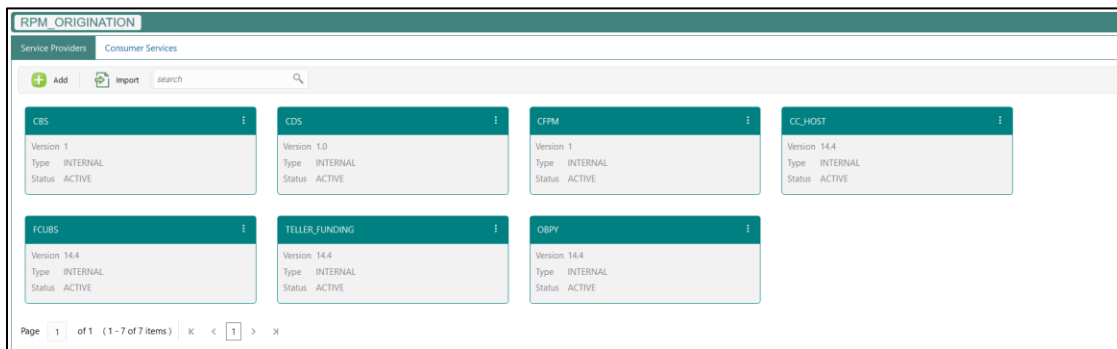 RPM_ORIGINATION
Service Providers Consumer Services
Add Import search
CBS CDS CFPM CC_HOST
Version 1 Version 1.0 Version 1 Version 14.4
Type INTERNAL Type INTERNAL Type INTERNAL Type INTERNAL
Status ACTIVE Status ACTIVE Status ACTIVE Status ACTIVE
FCUBS TELLER_FUNDING OBPY
Version 14.4 Version 14.4 Version 14.4
Type INTERNAL Type INTERNAL Type INTERNAL
Status ACTIVE Status ACTIVE Status ACTIVE
Page 1 of 1 (1 - 7 of 7 items) 1